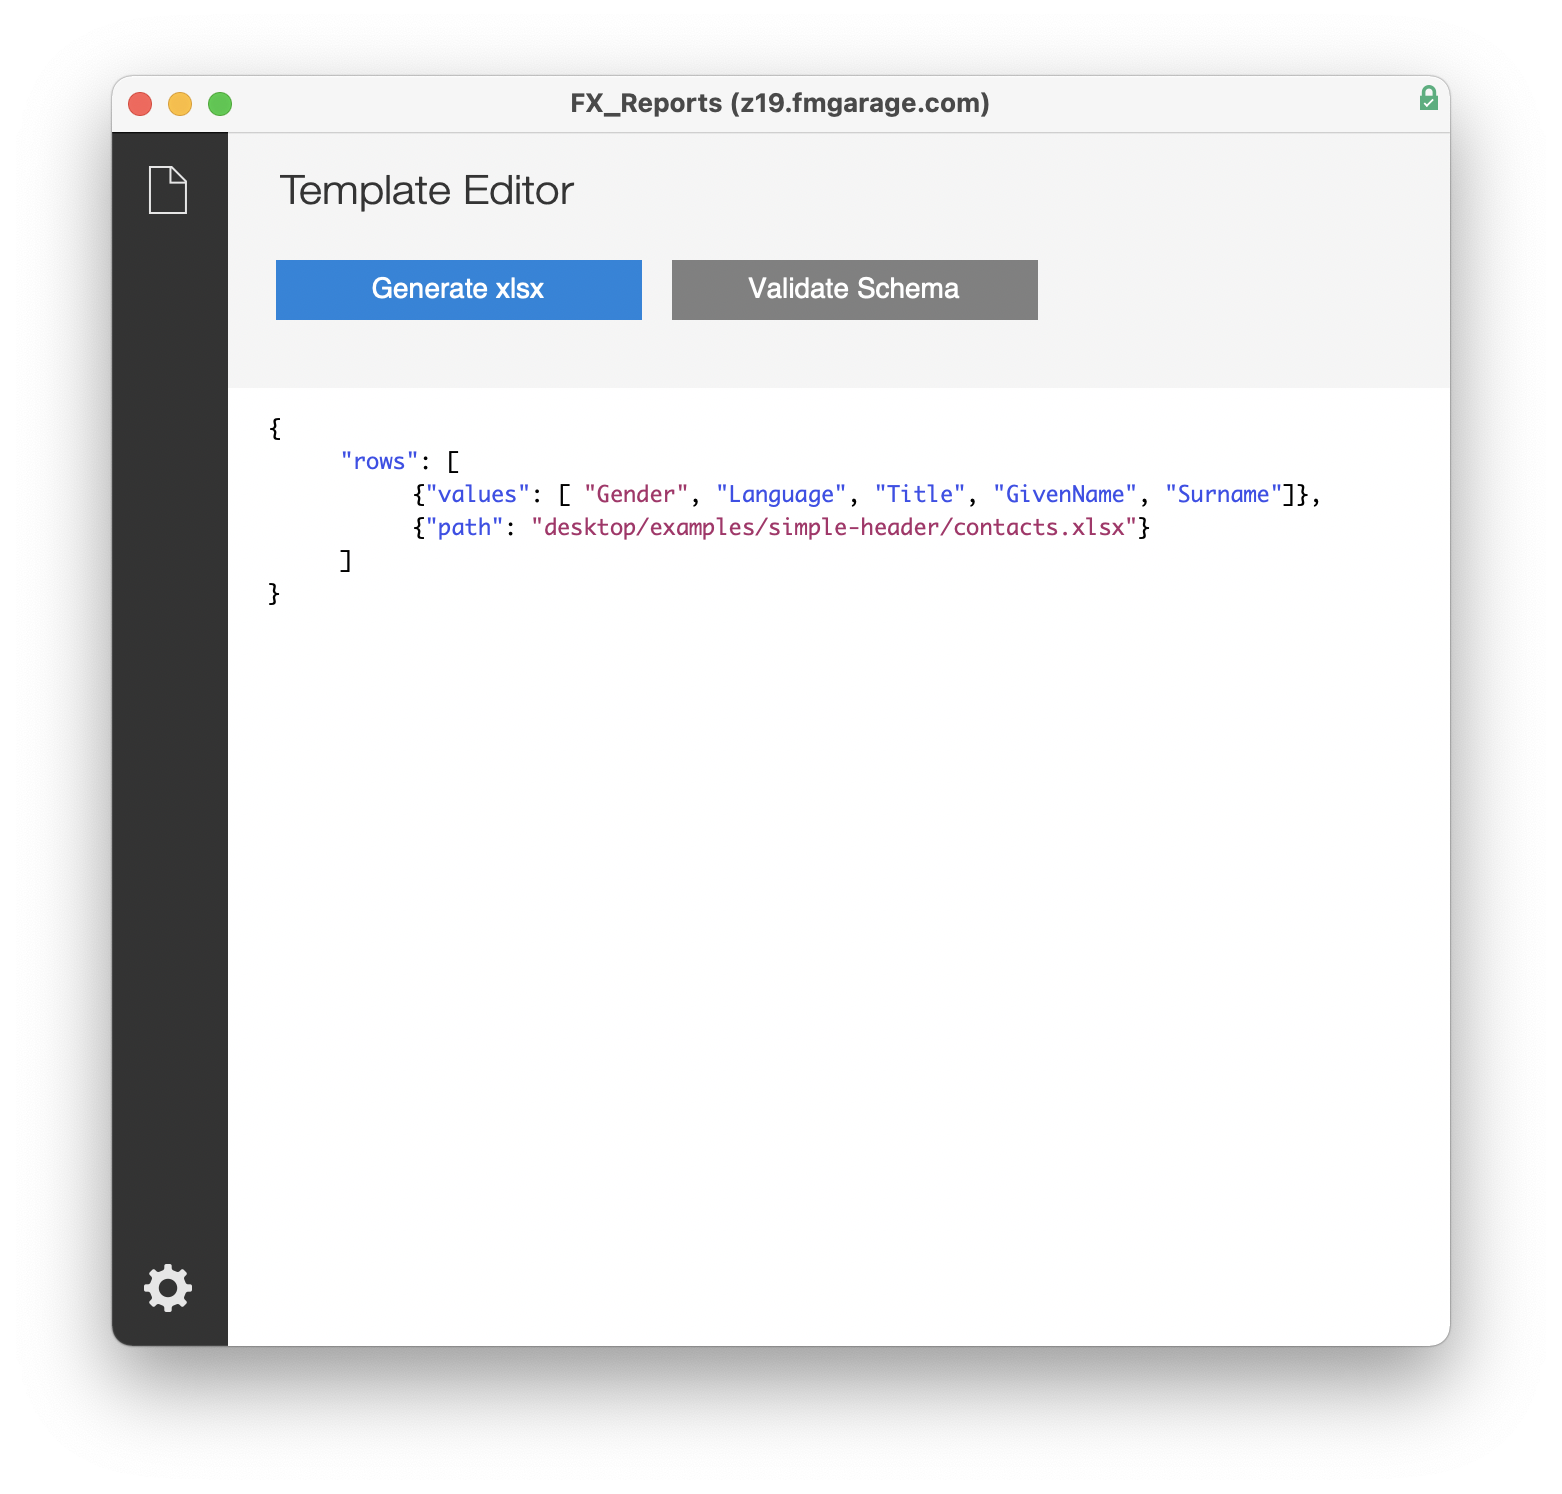 FX_Reports (z19.fmgarage.com)
Template Editor
Generate xlsx
Validate Schema
{
"rows": [
{"values": [ "Gender", "Language", "Title", "GivenName", "Surname"]},
{"path": "desktop/examples/simple-header/contacts.xlsx"}
]
}